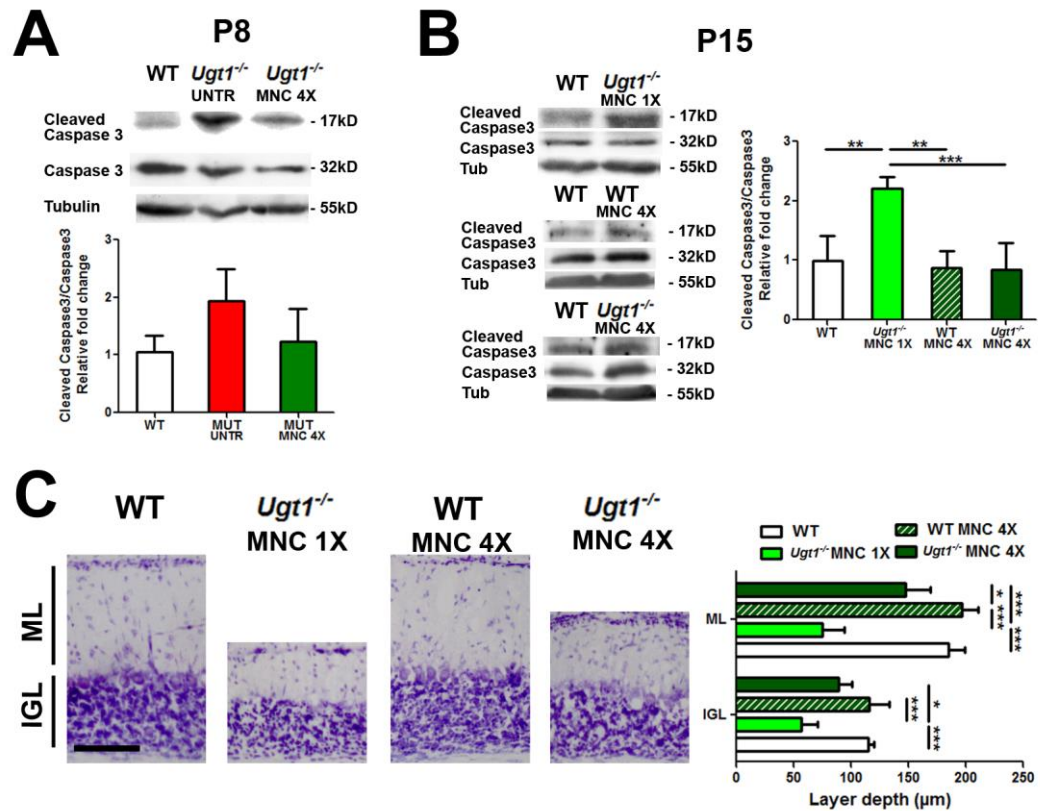 A
P8
WT Ugt1-/- Ugt1-/-
UNTR MNC 4X
Cleaved
Caspase 3
- 17kD
Caspase 3
- 32kD
Tubulin
- 55kD
Cleaved Caspase3/Caspase3
Relative fold change
3
2
1
0
WT
MUT
UNTR
MUT
MNC 4X
B
P15
WT Ugt1-/-
MNC 1X
Cleaved
Caspase3
- 17kD
Caspase3
- 32kD
Tub
- 55kD
WT WT
MNC 4X
Cleaved
Caspase3
- 17kD
Caspase3
- 32kD
Tub
- 55kD
WT Ugt1-/-
MNC 4X
Cleaved
Caspase3
- 17kD
Caspase3
- 32kD
Tub
- 55kD
Cleaved Caspase3/Caspase3
Relative fold change
3
2
1
0
** **
***
WT
Ugt1-/-
MNC 1X
WT
MNC 4X
Ugt1-/-
MNC 4X
C
WT
Ugt1-/-
MNC 1X
WT
MNC 4X
Ugt1-/-
MNC 4X
ML
IGL
WT
WT MNC 4X
Ugt1-/- MNC 1X
Ugt1-/- MNC 4X
ML
IGL
* ***
*** ***
*
*** ***
0 50 100 150 200 250
Layer depth (µm)